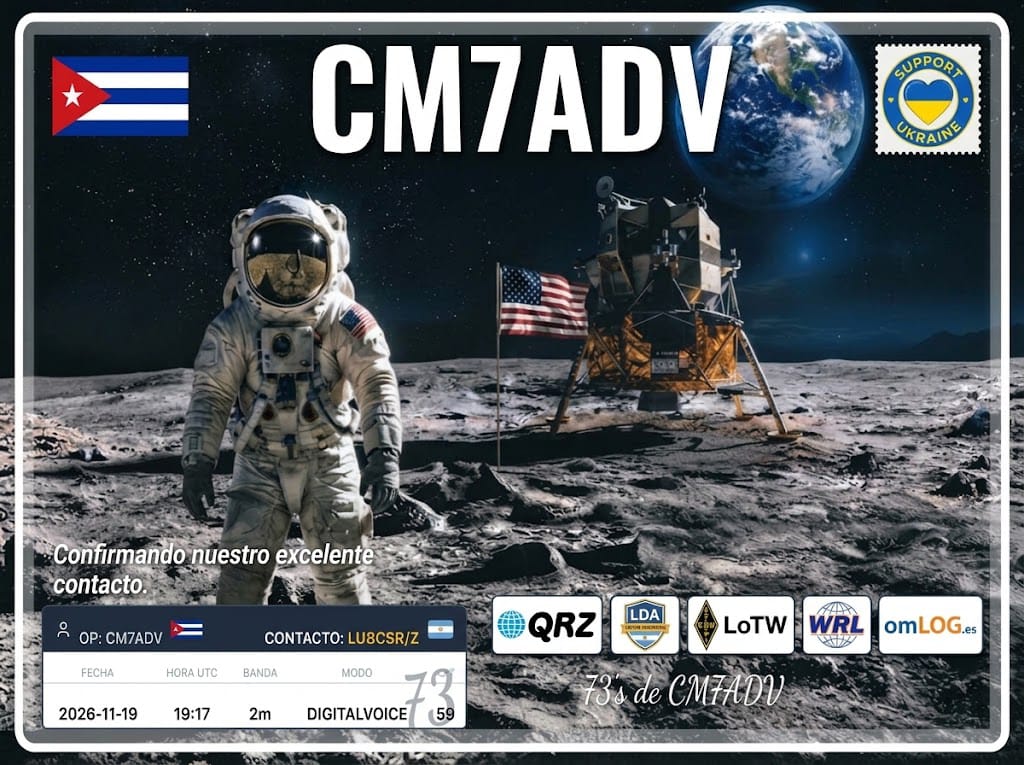 CM7ADV
SUPPORT
UKRAINE
Confirmando nuestro excelente
contacto.
OP: CM7ADV
CONTACTO: LU8CSR/Z
FECHA HORA UTC BANDA MODO
73
2026-11-19 19:17 2m DIGITALVOICE 59
QRZ
LDA
LoTW
WRL
omLOG.es
73's de CM7ADV